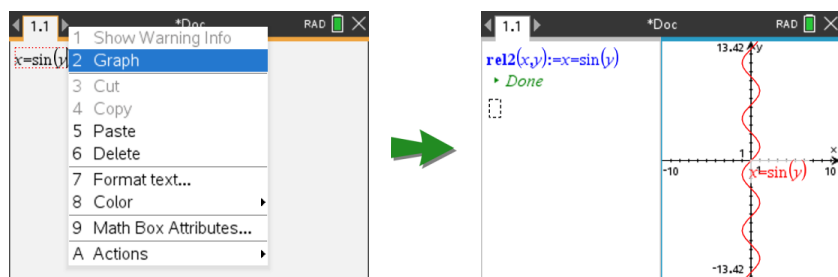 1.1 *Doc RAD
x=sin(y)
1 Show Warning Info
2 Graph
3 Cut
4 Copy
5 Paste
6 Delete
7 Format text...
8 Color
9 Math Box Attributes...
A Actions
1.1 *Doc RAD
rel2(x,y):=x=sin(y)
Done
13.42 y
1
x
-10 1 10
x=sin(y)
-13.42